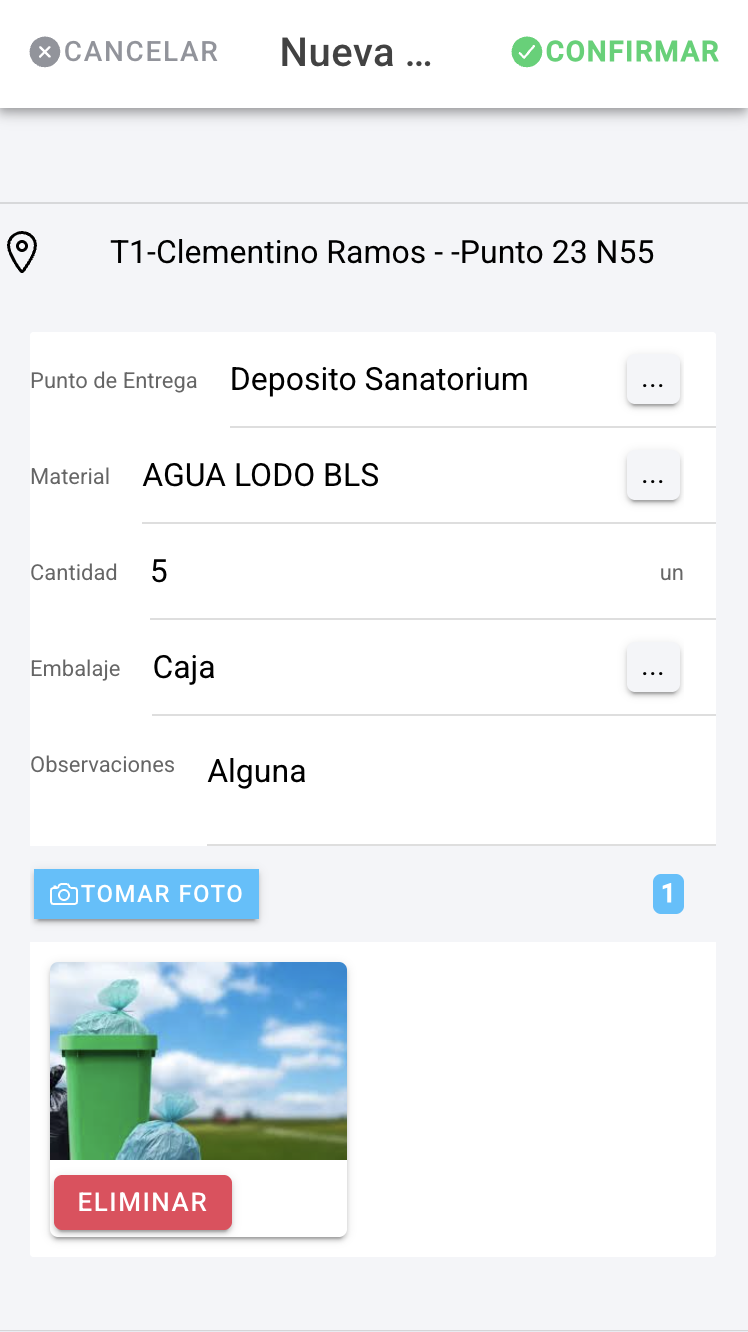 CANCELAR Nueva ... CONFIRMAR
T1-Clementino Ramos - -Punto 23 N55
Punto de Entrega Deposito Sanatorium ...
Material AGUA LODO BLS ...
Cantidad 5 un
Embalaje Caja ...
Observaciones Alguna
TOMAR FOTO 1
ELIMINAR